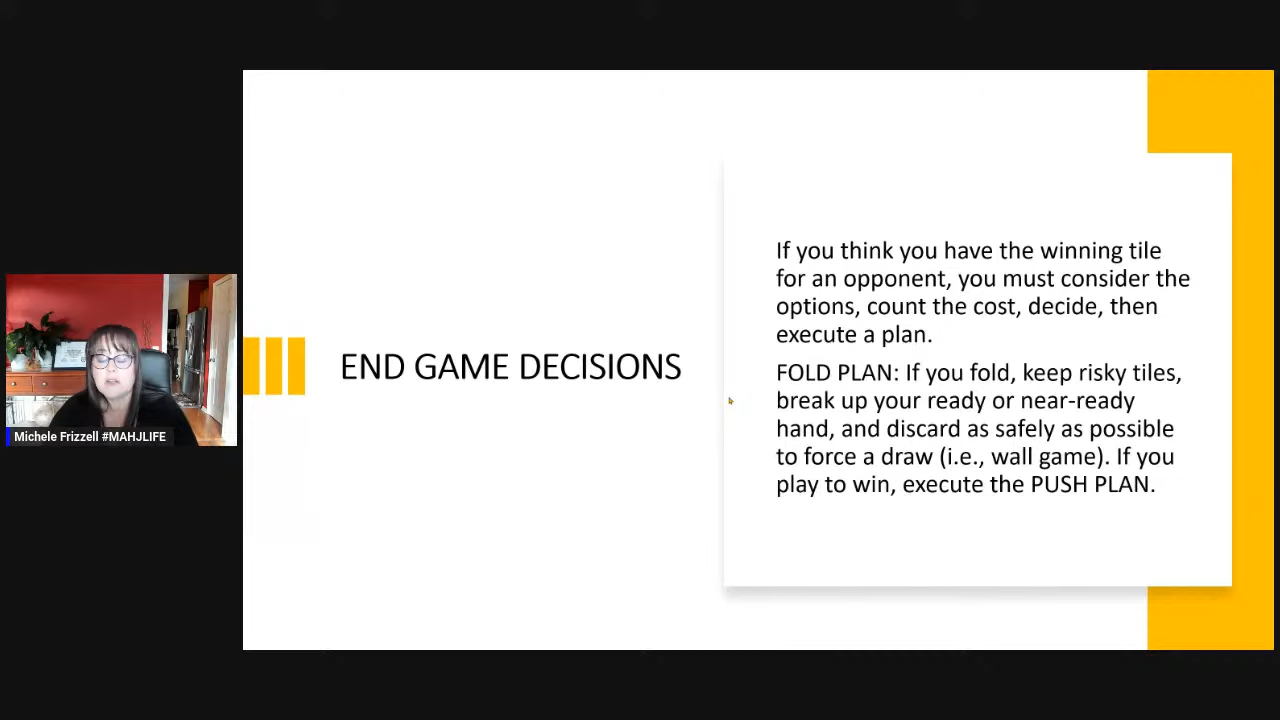 END GAME DECISIONS
If you think you have the winning tile
for an opponent, you must consider the
options, count the cost, decide, then
execute a plan.
FOLD PLAN: If you fold, keep risky tiles,
break up your ready or near-ready
hand, and discard as safely as possible
to force a draw (i.e., wall game). If you
play to win, execute the PUSH PLAN.
Michele Frizzell #MAHJLIFE